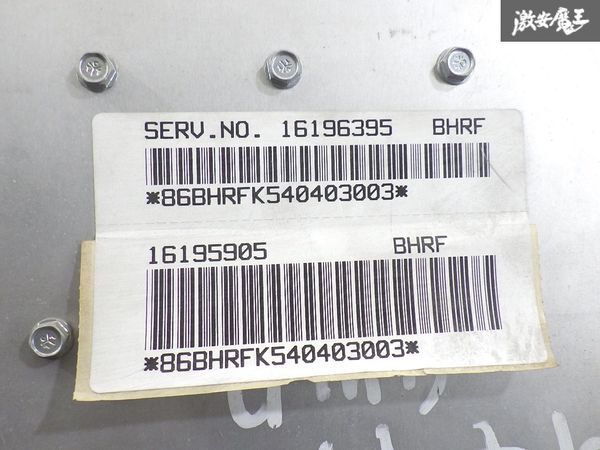 激安魔王
SERV.NO. 16196395 BHRF
*86BHRFK540403003*
16195905 BHRF
*86BHRFK540403003*